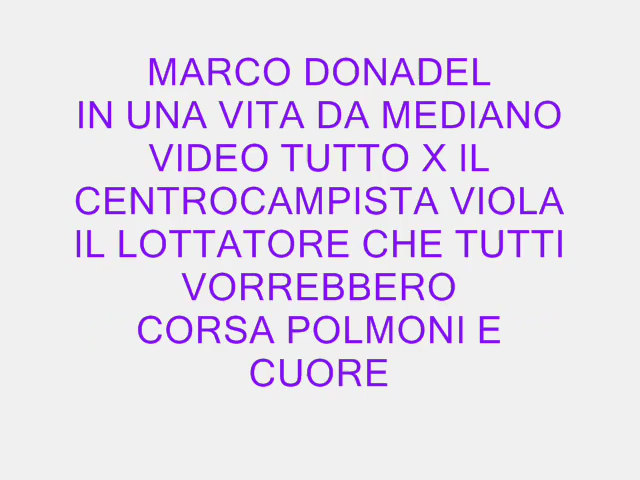 MARCO DONADEL
IN UNA VITA DA MEDIANO
VIDEO TUTTO X IL
CENTROCAMPISTA VIOLA
IL LOTTATORE CHE TUTTI
VORREBBERO
CORSA POLMONI E
CUORE